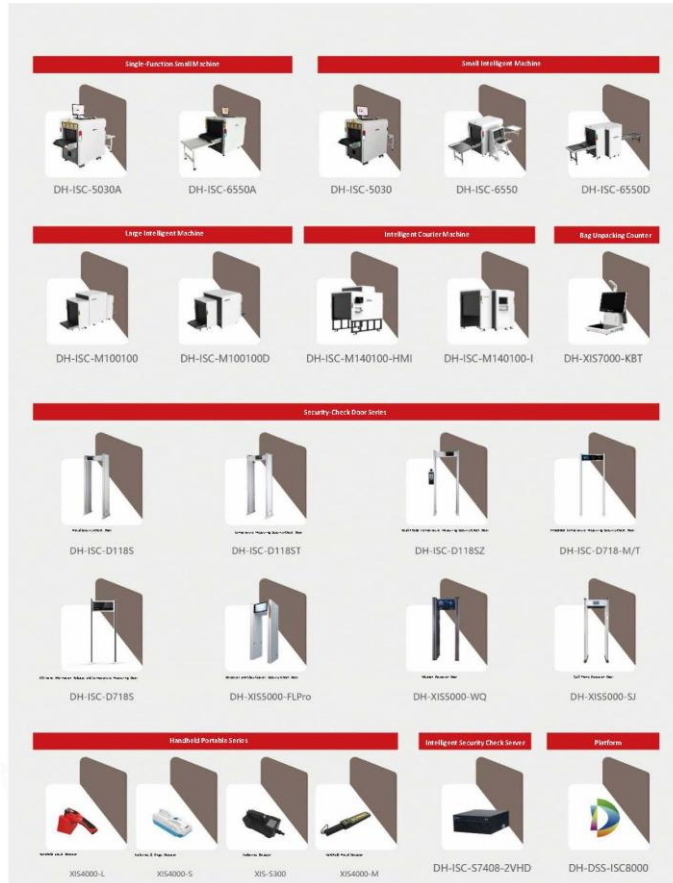 Single-Function Small Machine
Small Intelligent Machine
DH-ISC-5030A
DH-ISC-6550A
DH-ISC-5030
DH-ISC-6550
DH-ISC-6550D
Large Intelligent Machine
Intelligent Courier Machine
Bag Unpacking Counter
DH-ISC-M100100
DH-ISC-M100100D
DH-ISC-M140100-HMI
DH-ISC-M140100-I
DH-XIS7000-KBT
Security-Check Door Series
DH-ISC-D118S
DH-ISC-D118ST
DH-ISC-D118SZ
DH-ISC-D718-M/T
DH-ISC-D718S
DH-XIS5000-FLPro
DH-XIS5000-WQ
DH-XIS5000-SJ
Handheld Portable Series
Intelligent Security Check Server
Platform
XIS4000-L
XIS4000-S
XIS-S300
XIS4000-M
DH-ISC-S7408-2VHD
DH-DSS-ISC8000